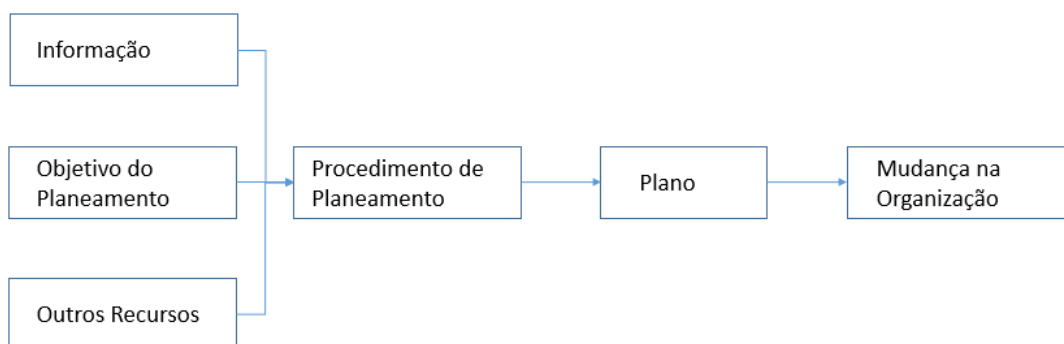 Informação
Objetivo do
Planeamento
Outros Recursos
Procedimento de
Planeamento
Plano
Mudança na
Organização